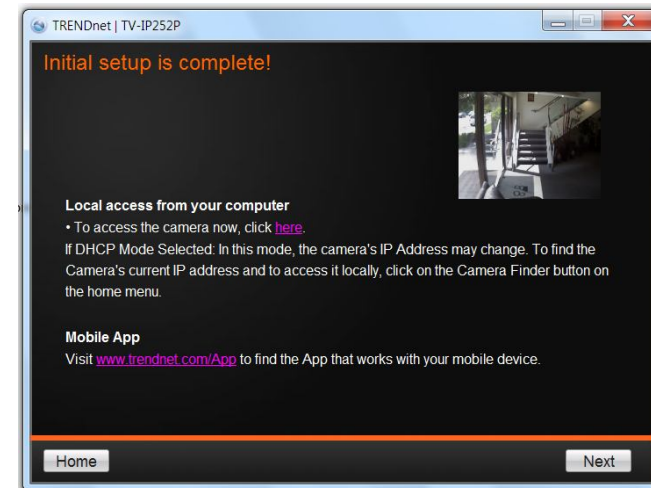 TRENDnet | TV-IP252P
Initial setup is complete!
Local access from your computer
• To access the camera now, click here.
If DHCP Mode Selected: In this mode, the camera's IP Address may change. To find the
Camera's current IP address and to access it locally, click on the Camera Finder button on
the home menu.
Mobile App
Visit www.trendnet.com/App to find the App that works with your mobile device.
Home
Next